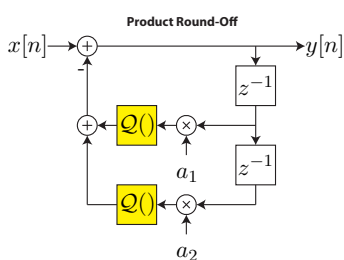 Product Round-Off
x[n] + y[n]
-
z⁻¹
+ Q() ×
a₁
z⁻¹
Q() ×
a₂